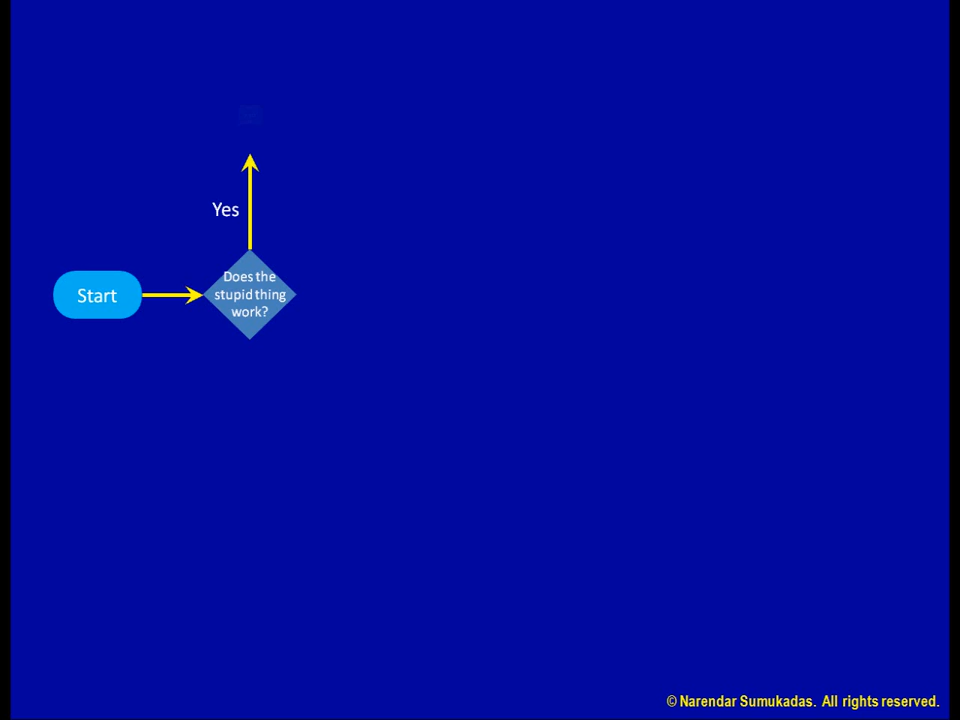 Yes
Start
Does the
stupid thing
work?
© Narendar Sumukadas. All rights reserved.